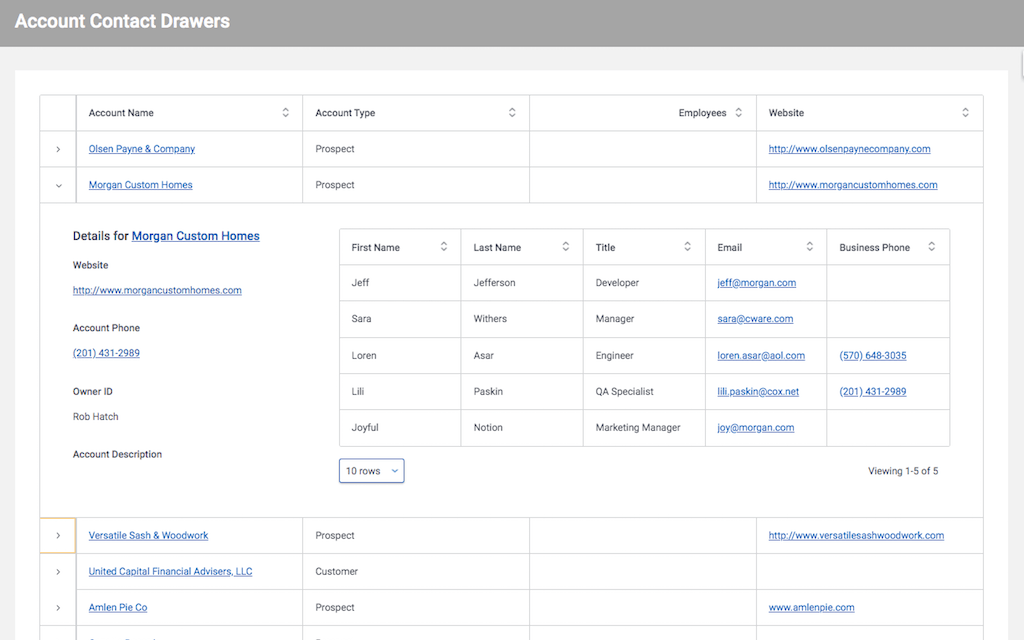 Account Contact Drawers
Account Name Account Type Employees Website
Olsen Payne & Company Prospect http://www.olsenpaynecompany.com
Morgan Custom Homes Prospect http://www.morgancustomhomes.com
Details for Morgan Custom Homes
Website
http://www.morgancustomhomes.com
Account Phone
(201) 431-2989
Owner ID
Rob Hatch
Account Description
First Name Last Name Title Email Business Phone
Jeff Jefferson Developer jeff@morgan.com
Sara Withers Manager sara@cware.com
Loren Asar Engineer loren.asar@aol.com (570) 648-3035
Lili Paskin QA Specialist lili.paskin@cox.net (201) 431-2989
Joyful Notion Marketing Manager joy@morgan.com
10 rows Viewing 1-5 of 5
Versatile Sash & Woodwork Prospect http://www.versatilesashwoodwork.com
United Capital Financial Advisers, LLC Customer
Amlen Pie Co Prospect www.amlenpie.com